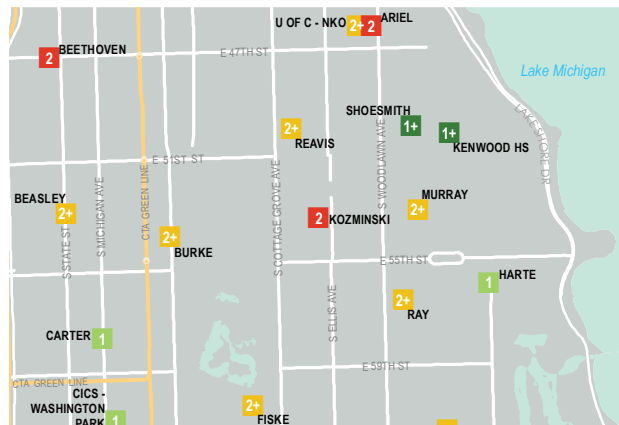 U OF C - NKO
2+
2
ARIEL
2
BEETHOVEN
E 47TH ST
Lake Michigan
LAKE SHORE DR
SHOESMITH
1+
1+
KENWOOD HS
2+
REAVIS
S WOODLAWN AVE
E 51ST ST
BEASLEY
2+
S STATE ST
S MICHIGAN AVE
CTA GREEN LINE
S COTTAGE GROVE AVE
MURRAY
2+
2
KOZMINSKI
2+
BURKE
E 55TH ST
HARTE
1
2+
RAY
S ELLIS AVE
CARTER
1
E 59TH ST
CTA GREEN LINE
CICS -
WASHINGTON
PARK
1
2+
FISKE